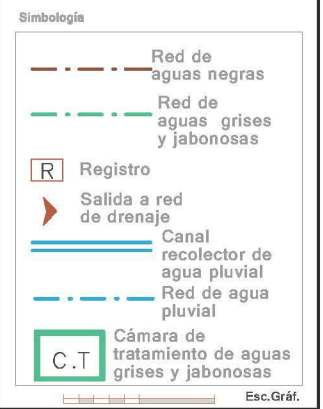 Simbología
Red de
aguas negras
Red de
aguas grises
y jabonosas
R Registro
Salida a red
de drenaje
Canal
recolector de
agua pluvial
Red de agua
pluvial
Cámara de
C.T tratamiento de aguas
grises y jabonosas
Esc.Gráf.